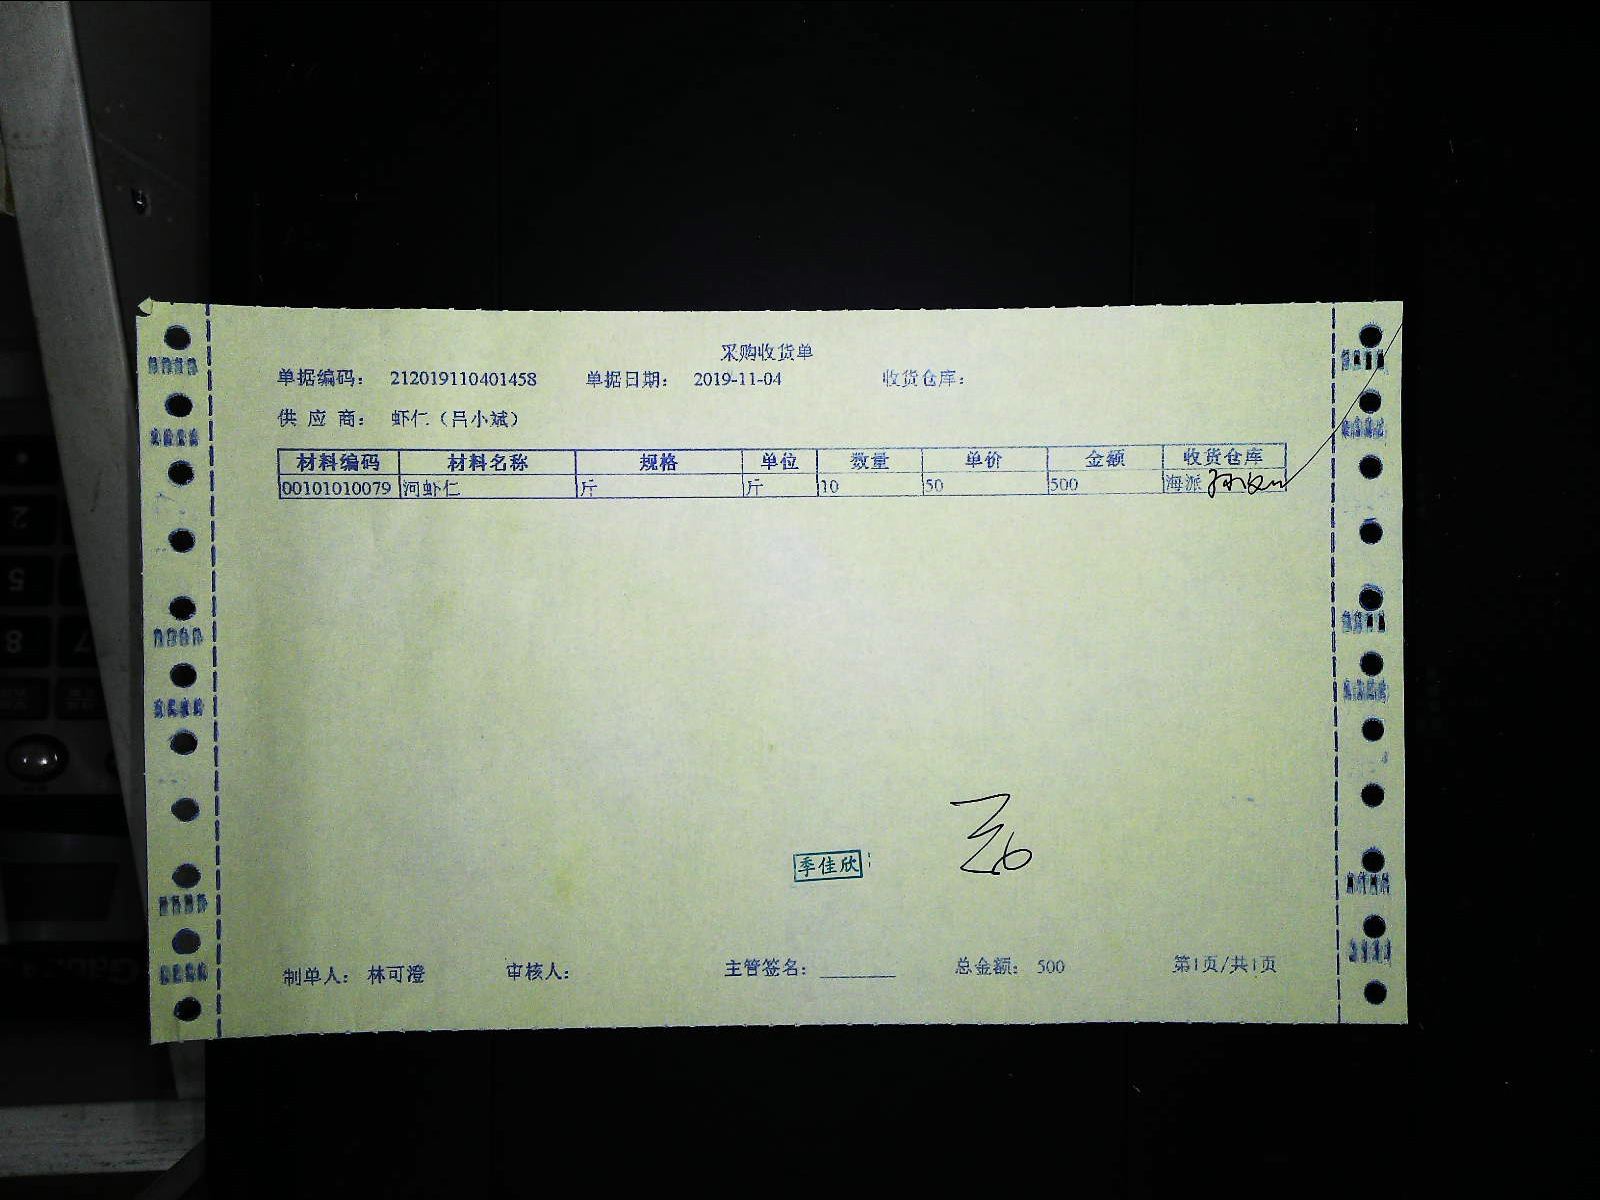 采购收货单
单据编码： 212019110401458 单据日期： 2019-11-04 收货仓库：
供应商： 虾仁（吕小斌）
材料编码 材料名称 规格 单位 数量 单价 金额 收货仓库
00101010079 河虾仁 斤 斤 10 50 500 海派
季佳欣
制单人： 林可澄 审核人： 主管签名： ________ 总金额： 500 第1页/共1页